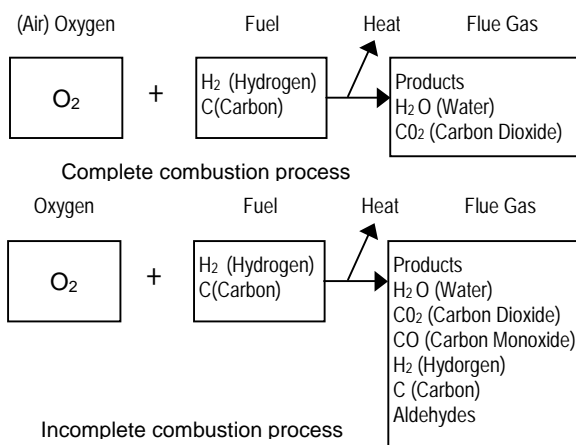 (Air) Oxygen Fuel Heat Flue Gas
O₂ + H₂ (Hydrogen)
C(Carbon)
Products
H₂O (Water)
C0₂ (Carbon Dioxide)
Complete combustion process
Oxygen Fuel Heat Flue Gas
O₂ + H₂ (Hydrogen)
C(Carbon)
Products
H₂O (Water)
C0₂ (Carbon Dioxide)
CO (Carbon Monoxide)
H₂ (Hydorgen)
C (Carbon)
Aldehydes
Incomplete combustion process